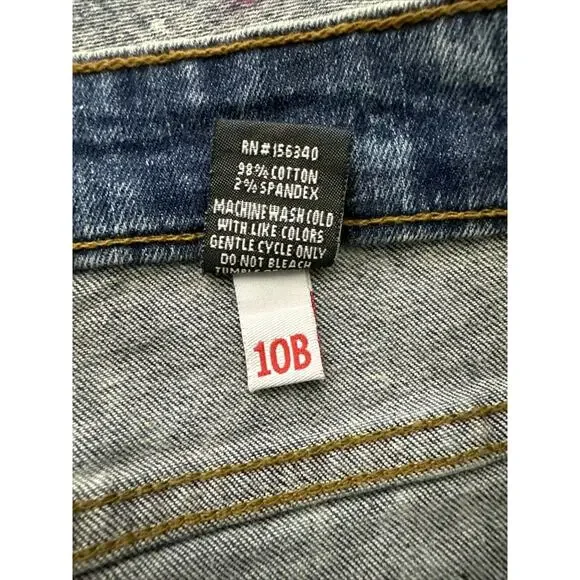 RN#156340
98% COTTON
2% SPANDEX
MACHINE WASH COLD
WITH LIKE COLORS
GENTLE CYCLE ONLY
DO NOT BLEACH
TUMBLE
10B